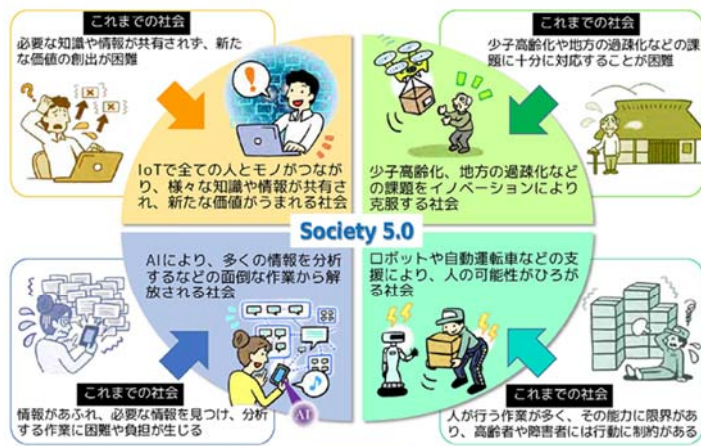 これまでの社会
必要な知識や情報が共有されず、新た
な価値の創出が困難
これまでの社会
少子高齢化や地方の過疎化などの課
題に十分に対応することが困難
IoTで全ての人とモノがつなが
り、様々な知識や情報が共有さ
れ、新たな価値がうまれる社会
少子高齢化、地方の過疎化など
の課題をイノベーションにより
克服する社会
Society 5.0
AIにより、多くの情報を分析
するなどの面倒な作業から解
放される社会
ロボットや自動運転車などの支
援により、人の可能性がひろが
る社会
AI
これまでの社会
情報があふれ、必要な情報を見つけ、分析
する作業に困難や負担が生じる
これまでの社会
人が行う作業が多く、その能力に限界があり、
高齢者や障害者には行動に制約がある